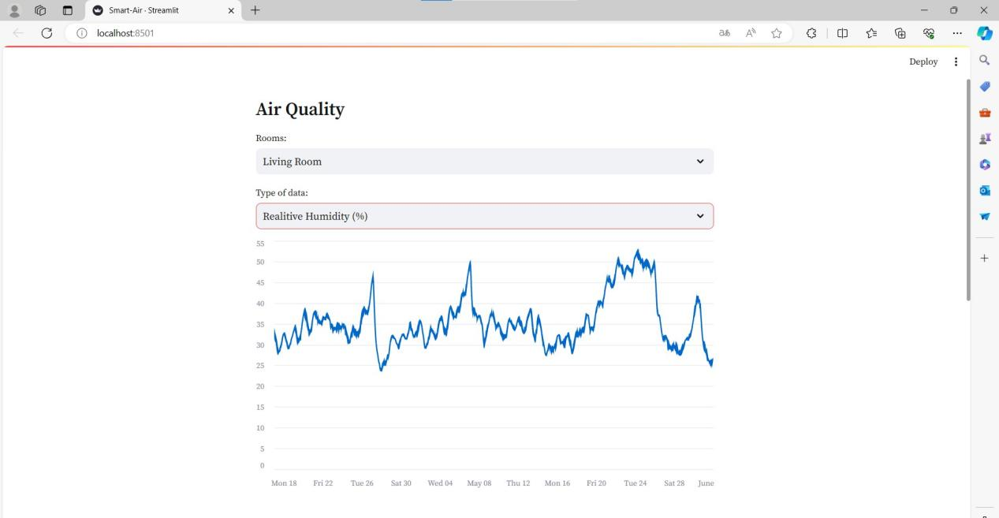 Smart-Air · Streamlit
localhost:8501
Deploy
Air Quality
Rooms:
Living Room
Type of data:
Realitive Humidity (%)
55
50
45
40
35
30
25
20
15
10
5
0
Mon 18 Fri 22 Tue 26 Sat 30 Wed 04 May 08 Thu 12 Mon 16 Fri 20 Tue 24 Sat 28 June